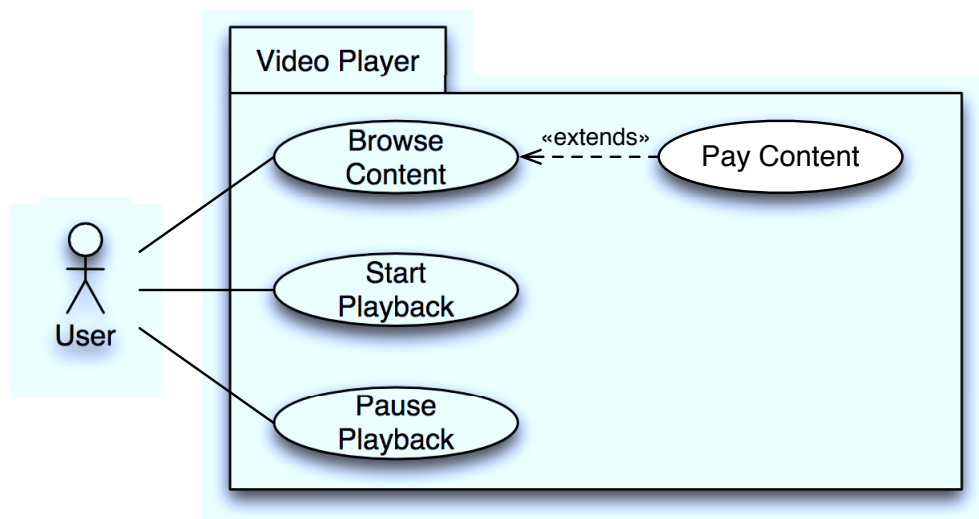 Video Player
Browse
Content
«extends»
Pay Content
Start
Playback
User
Pause
Playback